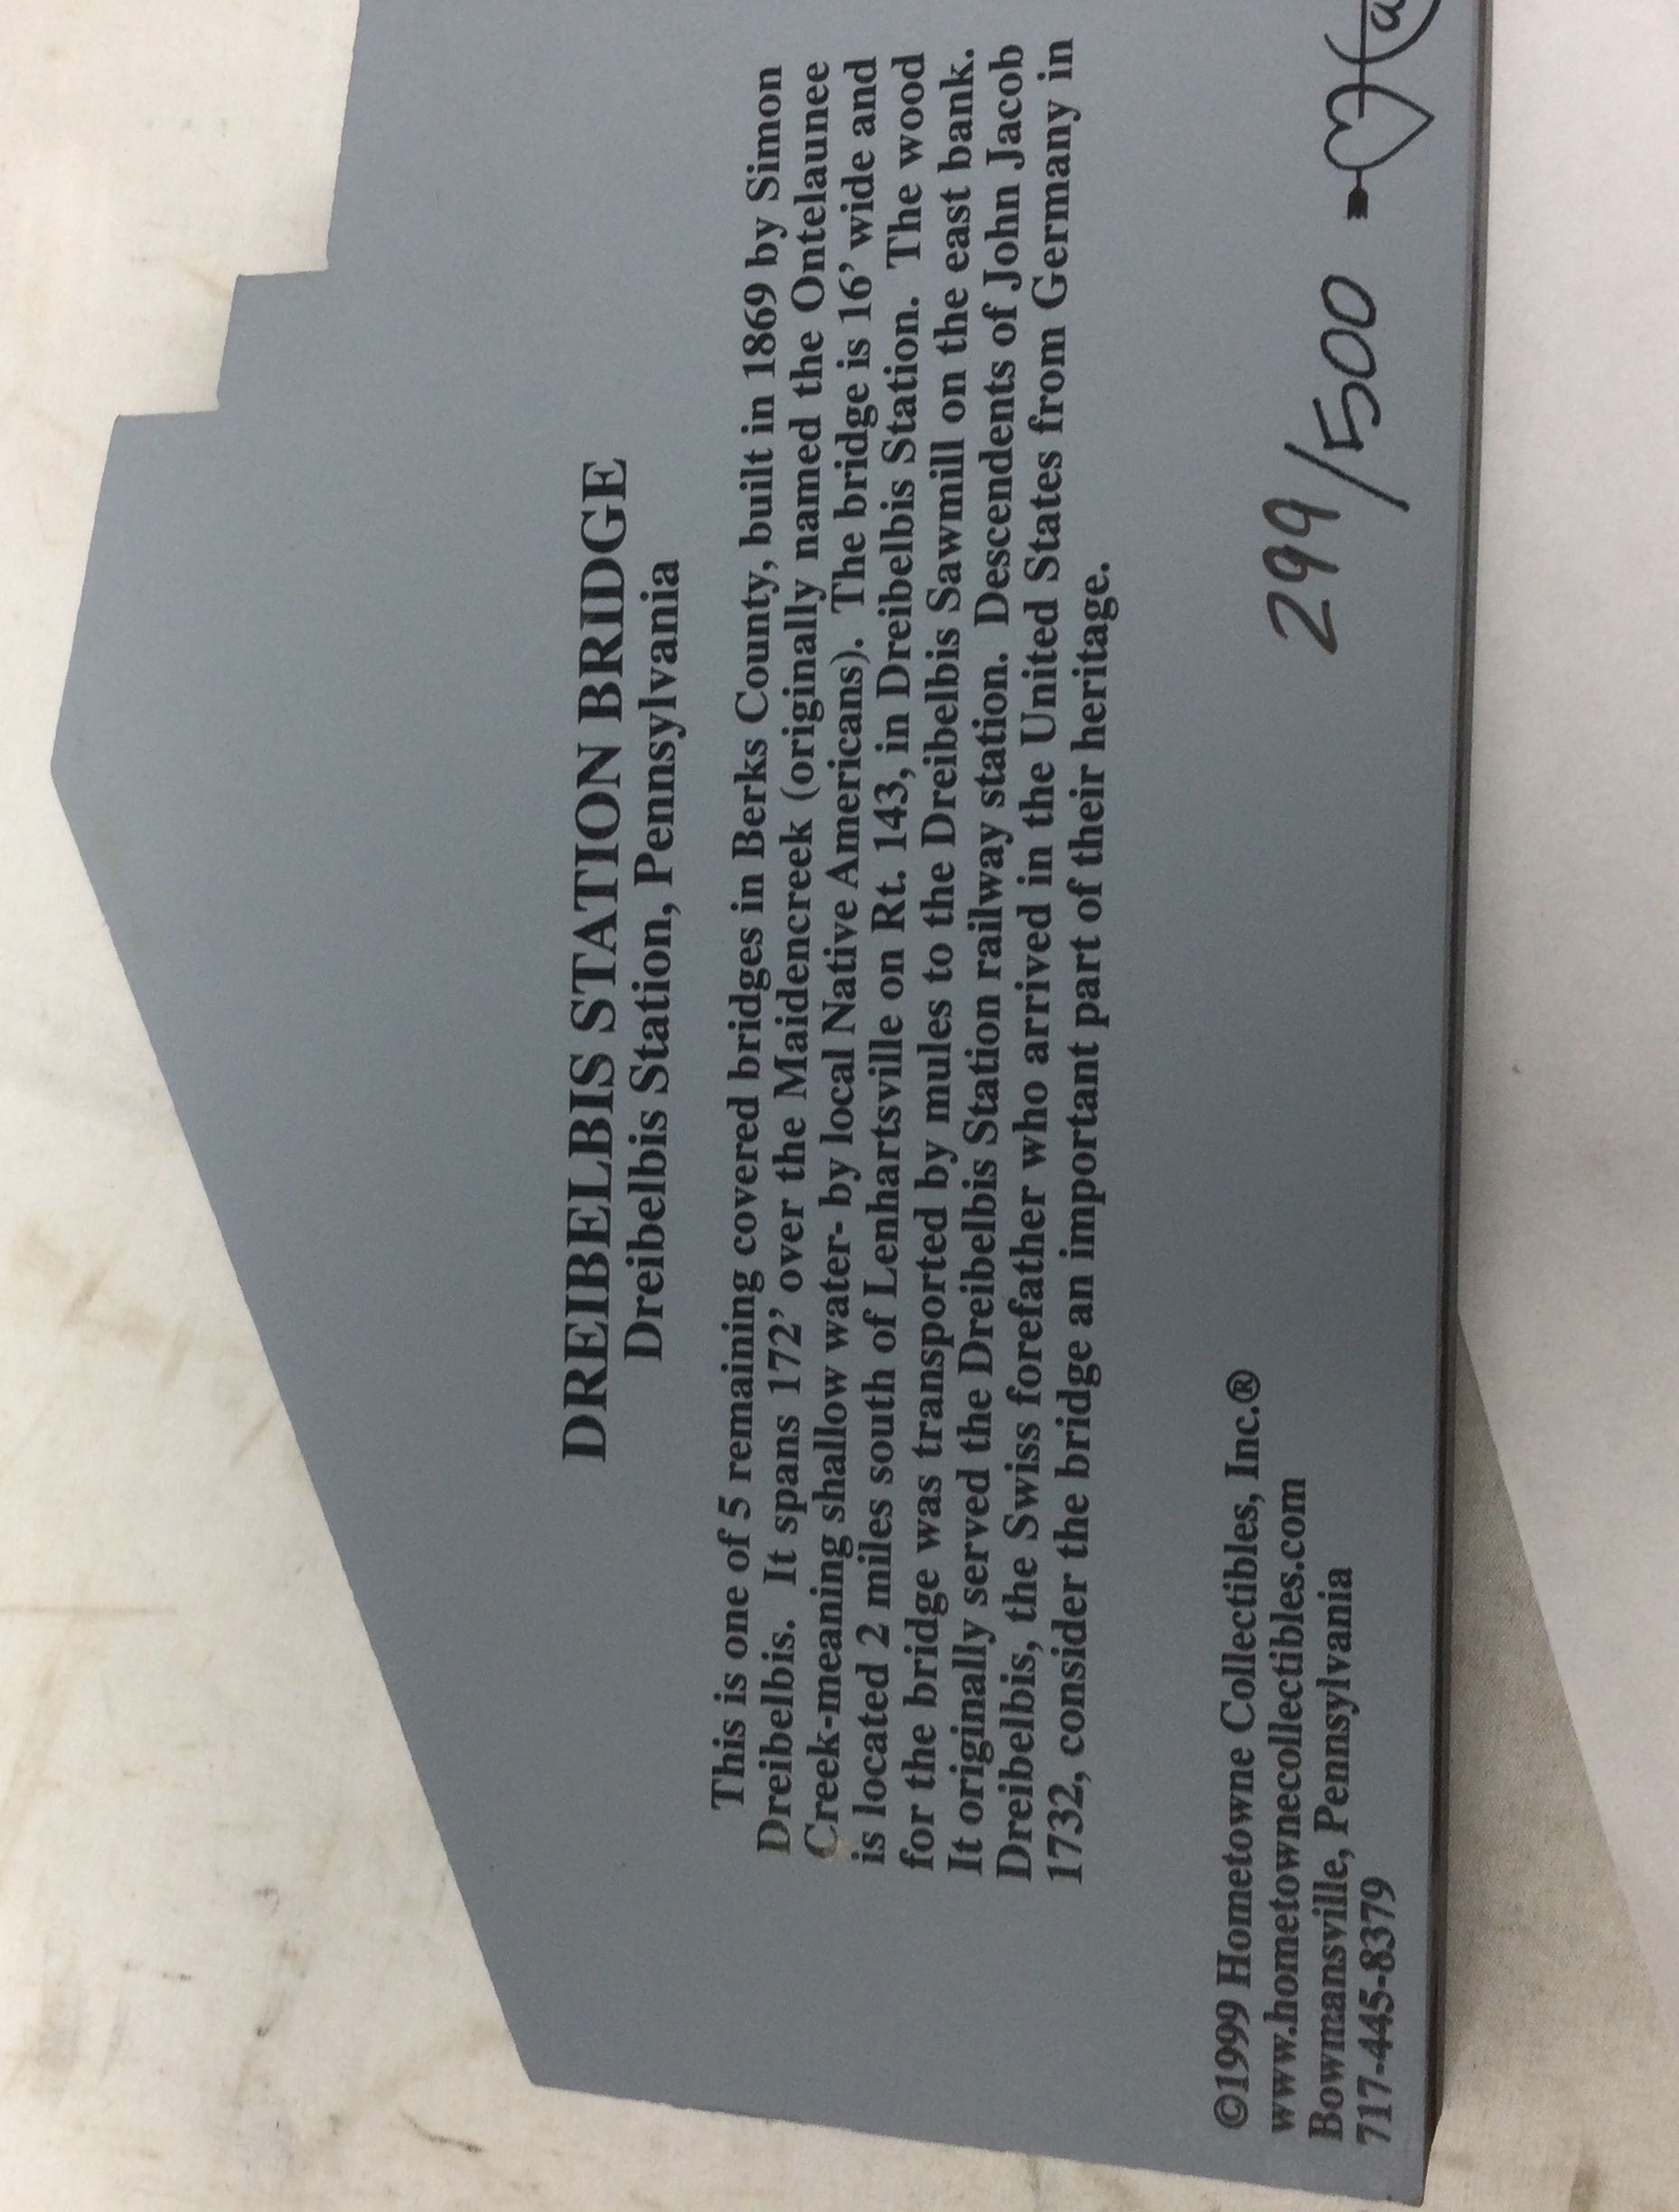 DREIBELBIS STATION BRIDGE
Dreibelbis Station, Pennsylvania
This is one of 5 remaining covered bridges in Berks County, built in 1869 by Simon
Dreibelbis. It spans 172’ over the Maidencreek (originally named the Ontelaunee
Creek-meaning shallow water- by local Native Americans). The bridge is 16’ wide and
is located 2 miles south of Lenhartsville on Rt. 143, in Dreibelbis Station. The wood
for the bridge was transported by mules to the Dreibelbis Sawmill on the east bank.
It originally served the Dreibelbis Station railway station. Descendents of John Jacob
Dreibelbis, the Swiss forefather who arrived in the United States from Germany in
1732, consider the bridge an important part of their heritage.
299/500
©1999 Hometowne Collectibles, Inc.®
www.hometownecollectibles.com
Bowmansville, Pennsylvania
717-445-8379